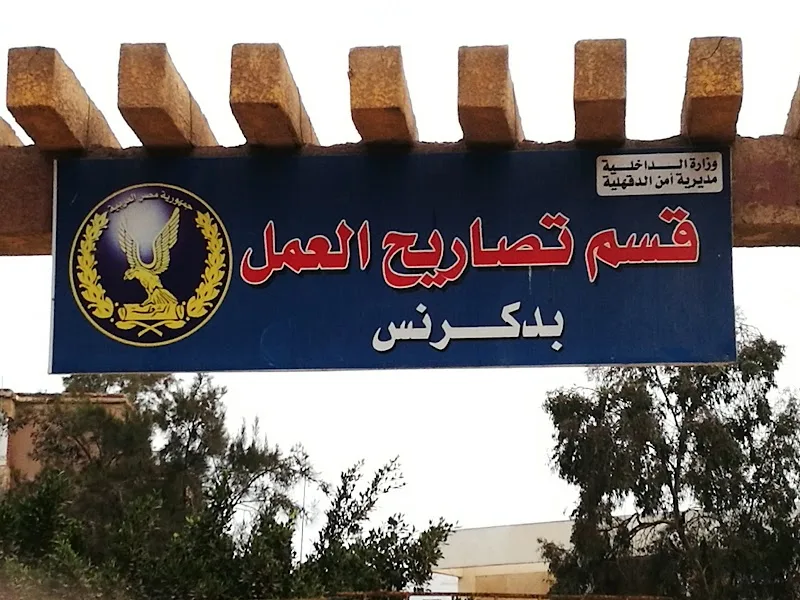 وزارة الداخلية
مديرية أمن الدقهلية
جمهورية مصر العربية
قسم تصاريح العمل
بدكرنس